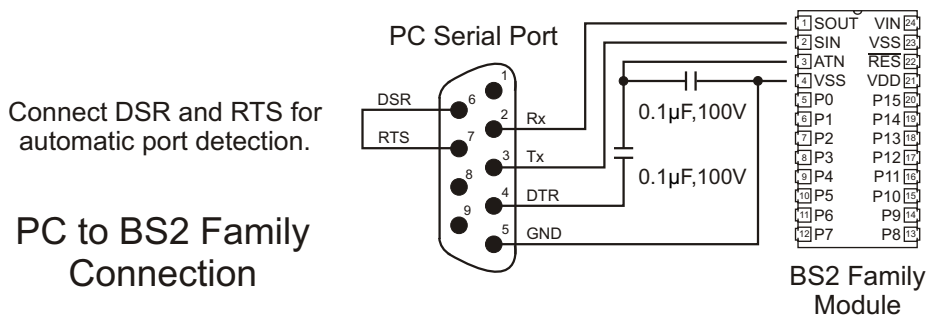 Connect DSR and RTS for
automatic port detection.
PC to BS2 Family
Connection
PC Serial Port
DSR
RTS
1
6
2
7
3
8
4
9
5
Rx
Tx
DTR
GND
0.1µF,100V
0.1µF,100V
1 SOUT VIN 24
2 SIN VSS 23
3 ATN RES 22
4 VSS VDD 21
5 P0 P15 20
6 P1 P14 19
7 P2 P13 18
8 P3 P12 17
9 P4 P11 16
10 P5 P10 15
11 P6 P9 14
12 P7 P8 13
BS2 Family
Module